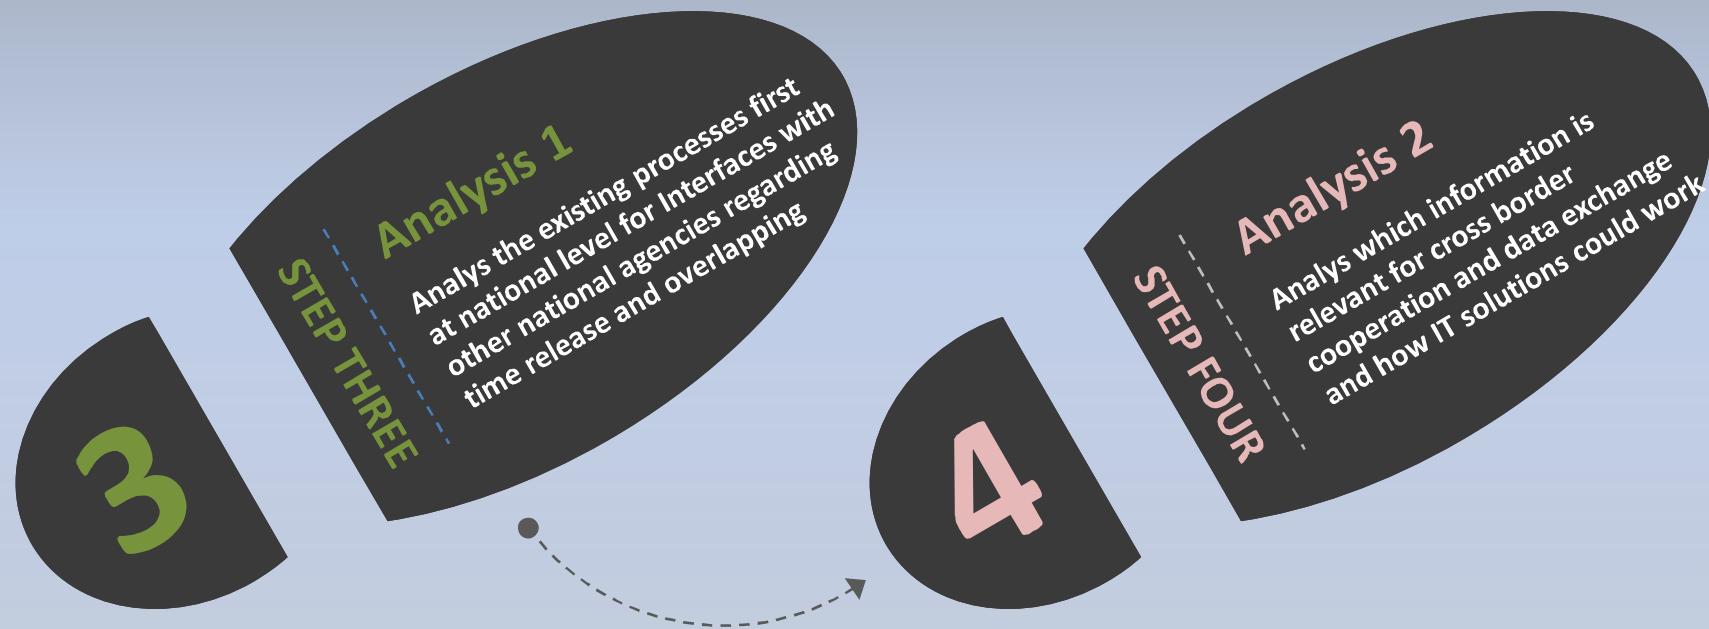 3
STEP THREE
Analysis 1
Analys the existing processes first
at national level for Interfaces with
other national agencies regarding
time release and overlapping
4
STEP FOUR
Analysis 2
Analys which information is
relevant for cross border
cooperation and data exchange
and how IT solutions could work